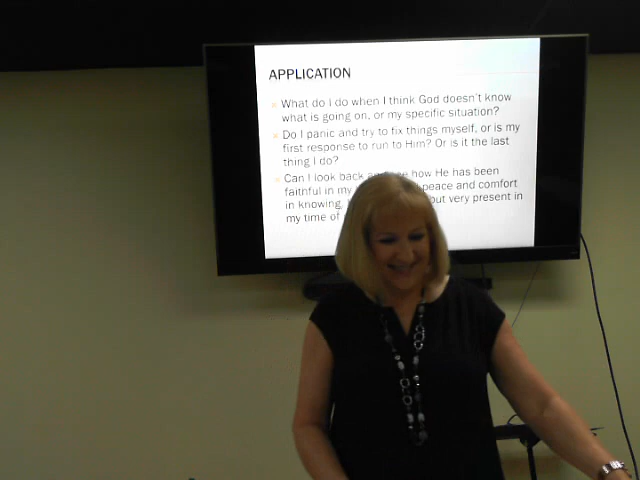 APPLICATION
What do I do when I think God doesn't know
what is going on, or my specific situation?
Do I panic and try to fix things myself, or is my
first response to run to Him? Or is it the last
thing I do?
Can I look back and see how He has been
faithful in my peace and comfort
in knowing, but very present in
my time of